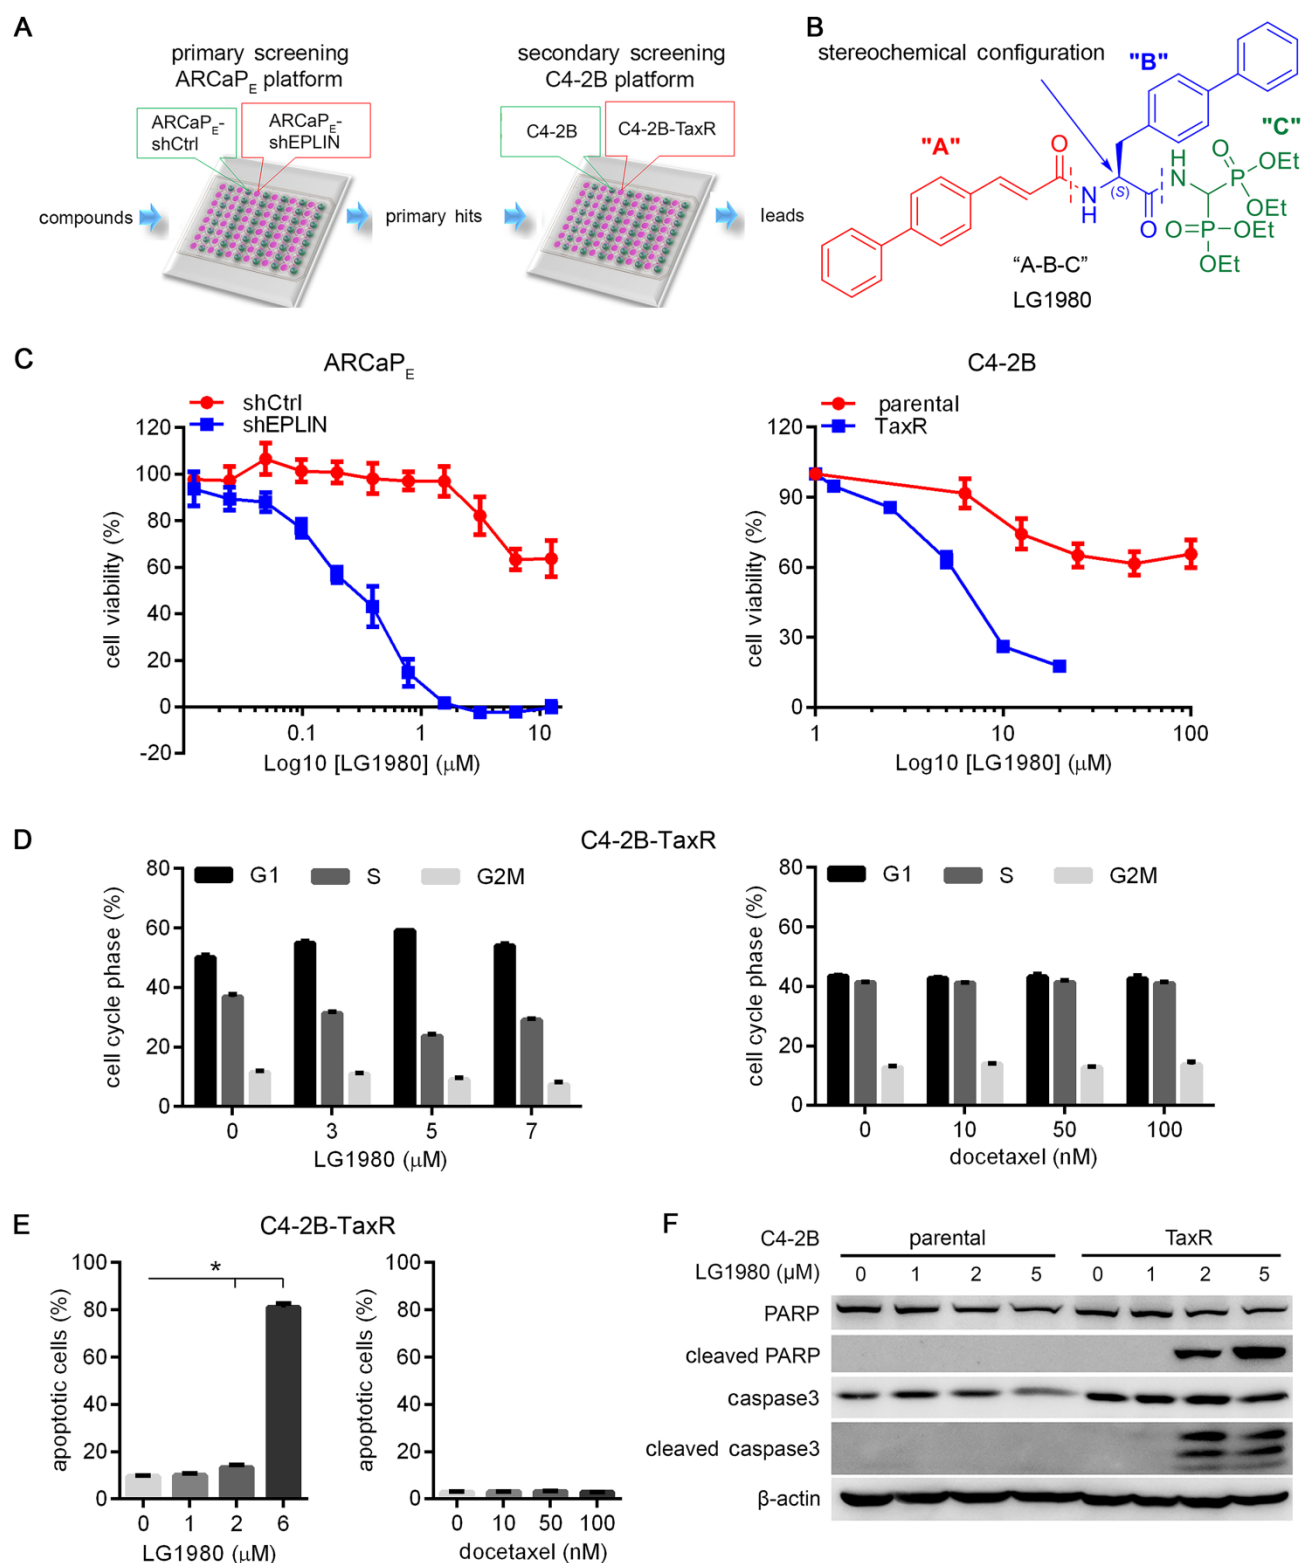 A
primary screening
ARCaP_E platform
secondary screening
C4-2B platform
ARCaP_E-
shCtrl
ARCaP_E-
shEPLIN
C4-2B
C4-2B-TaxR
compounds
primary hits
leads
B
stereochemical configuration
"B"
"A"
"C"
O
N
H
(S)
O
H
N
O
P
OEt
OEt
O
P
OEt
OEt
“A-B-C”
LG1980
C
ARCaP_E
shCtrl
shEPLIN
cell viability (%)
120
100
80
60
40
20
0
-20
0.1
1
10
Log10 [LG1980] (μM)
C4-2B
parental
TaxR
cell viability (%)
120
90
60
30
0
1
10
100
Log10 [LG1980] (μM)
D
C4-2B-TaxR
G1
S
G2M
cell cycle phase (%)
80
60
40
20
0
0
3
5
7
LG1980 (μM)
G1
S
G2M
cell cycle phase (%)
80
60
40
20
0
0
10
50
100
docetaxel (nM)
E
C4-2B-TaxR
*
apoptotic cells (%)
100
80
60
40
20
0
0
1
2
6
LG1980 (μM)
apoptotic cells (%)
100
80
60
40
20
0
0
10
50
100
docetaxel (nM)
F
C4-2B parental TaxR
LG1980 (μM) 0 1 2 5 0 1 2 5
PARP
cleaved PARP
caspase3
cleaved caspase3
β-actin